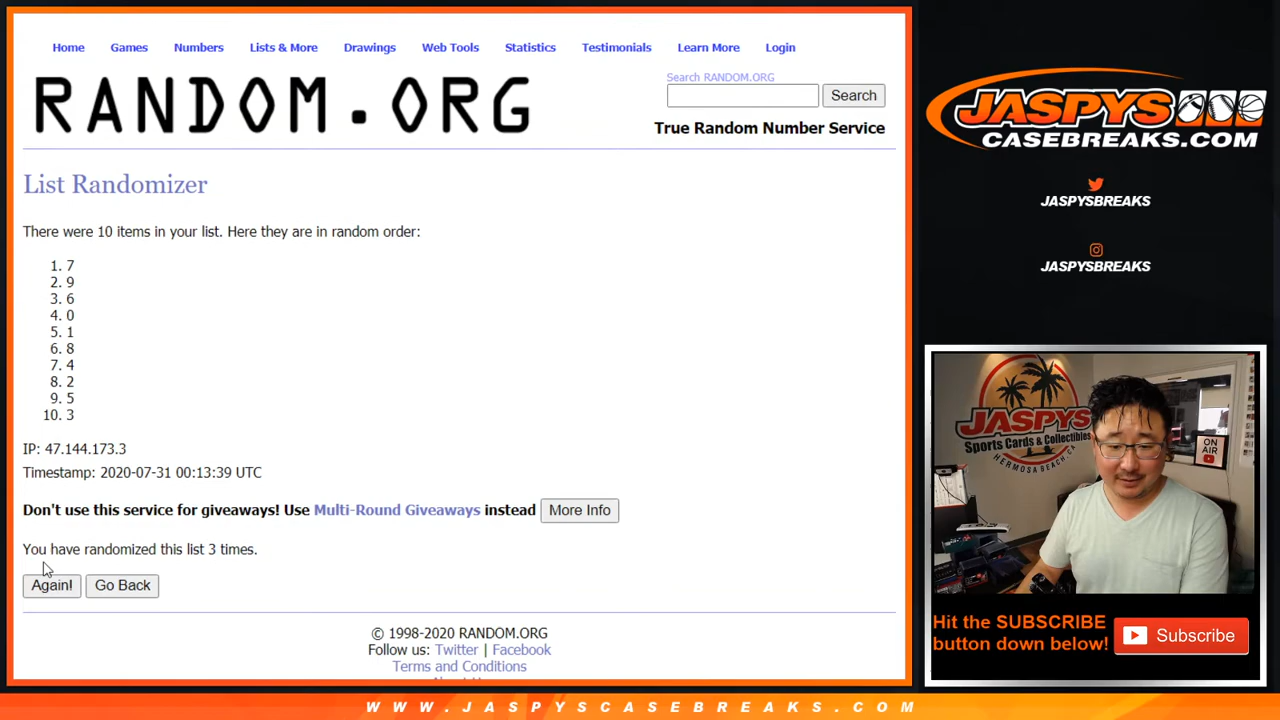 Home Games Numbers Lists & More Drawings Web Tools Statistics Testimonials Learn More Login
RANDOM.ORG
Search RANDOM.ORG
Search
True Random Number Service
List Randomizer
There were 10 items in your list. Here they are in random order:
1. 7
2. 9
3. 6
4. 0
5. 1
6. 8
7. 4
8. 2
9. 5
10. 3
IP: 47.144.173.3
Timestamp: 2020-07-31 00:13:39 UTC
Don't use this service for giveaways! Use Multi-Round Giveaways instead More Info
You have randomized this list 3 times.
Again! Go Back
© 1998-2020 RANDOM.ORG
Follow us: Twitter | Facebook
Terms and Conditions
JASPYS
CASEBREAKS.COM
JASPYSBREAKS
JASPYSBREAKS
JASPYS
Sports Cards & Collectibles
HERMOSA BEACH, CA
ON AIR
Hit the SUBSCRIBE
button down below!
Subscribe
WWW.JASPYSCASEBREAKS.COM